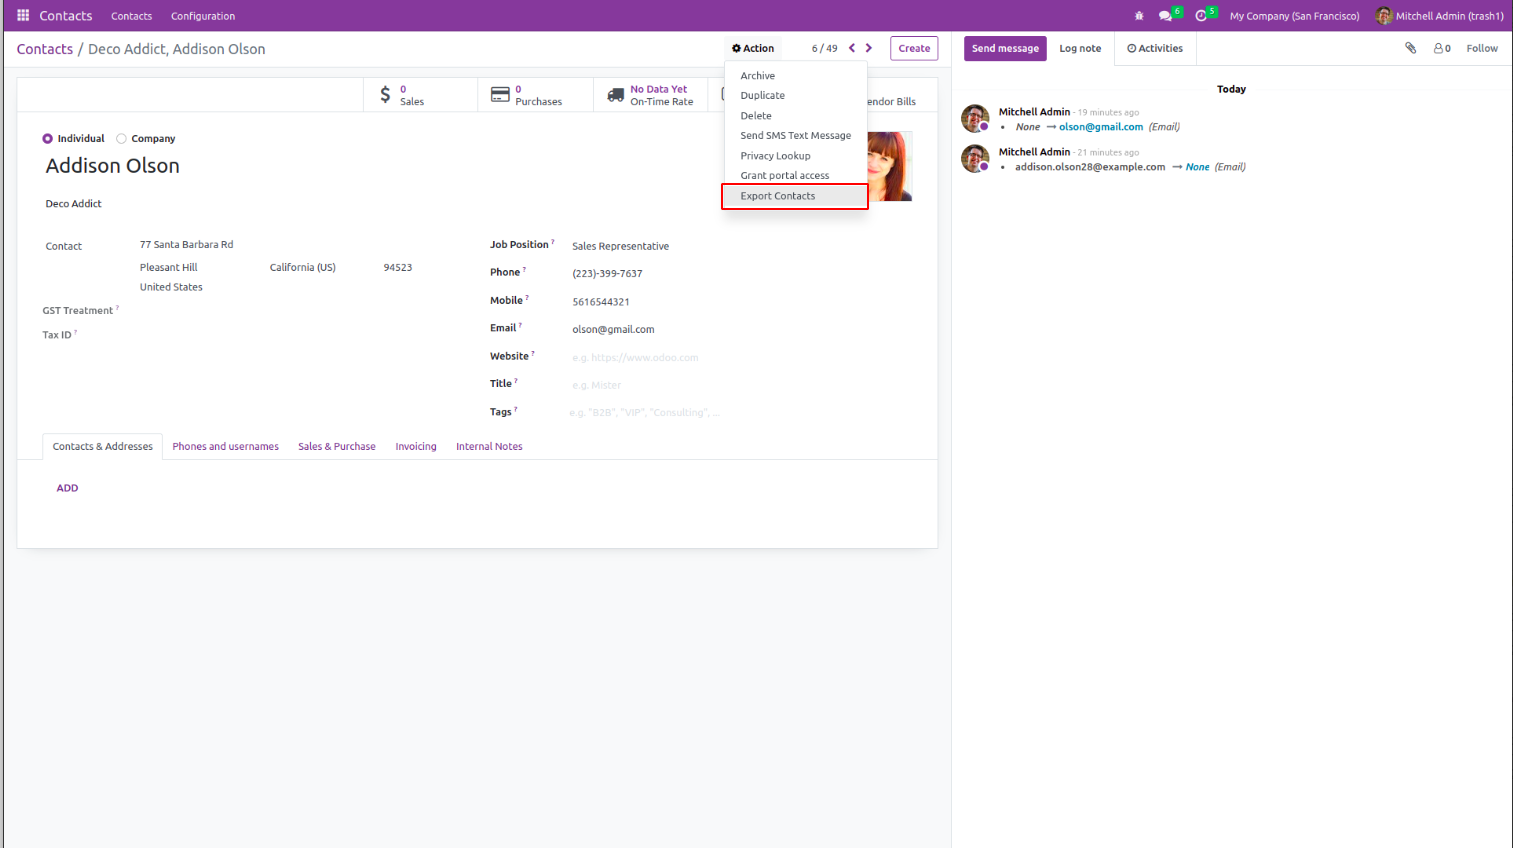 Contacts Contacts Configuration 6 5 My Company (San Francisco) Mitchell Admin (trash1)
Contacts / Deco Addict, Addison Olson Action 6 / 49 Create Send message Log note Activities 0 Follow
Archive
Duplicate
Delete
Send SMS Text Message
Privacy Lookup
Grant portal access
Export Contacts
0
Sales
0
Purchases
No Data Yet
On-Time Rate
endor Bills
Individual Company
Addison Olson
Deco Addict
Contact 77 Santa Barbara Rd
Pleasant Hill California (US) 94523
United States
GST Treatment ?
Tax ID ?
Job Position ? Sales Representative
Phone ? (223)-399-7637
Mobile ? 5616544321
Email ? olson@gmail.com
Website ? e.g. https://www.odoo.com
Title ? e.g. Mister
Tags ? e.g. "B2B", "VIP", "Consulting", ...
Contacts & Addresses Phones and usernames Sales & Purchase Invoicing Internal Notes
ADD
Today
Mitchell Admin - 19 minutes ago
• None → olson@gmail.com (Email)
Mitchell Admin - 21 minutes ago
• addison.olson28@example.com → None (Email)